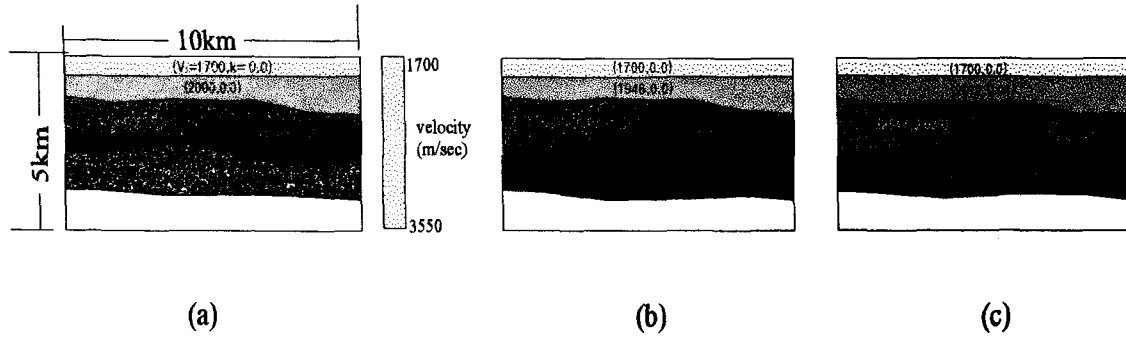 10km
5km
(V₀=1700,k=0.0)
(2000,0.0)
1700
velocity
(m/sec)
3550
(1700,0.0)
(1946,0.0)
(1700,0.0)
(a)
(b)
(c)